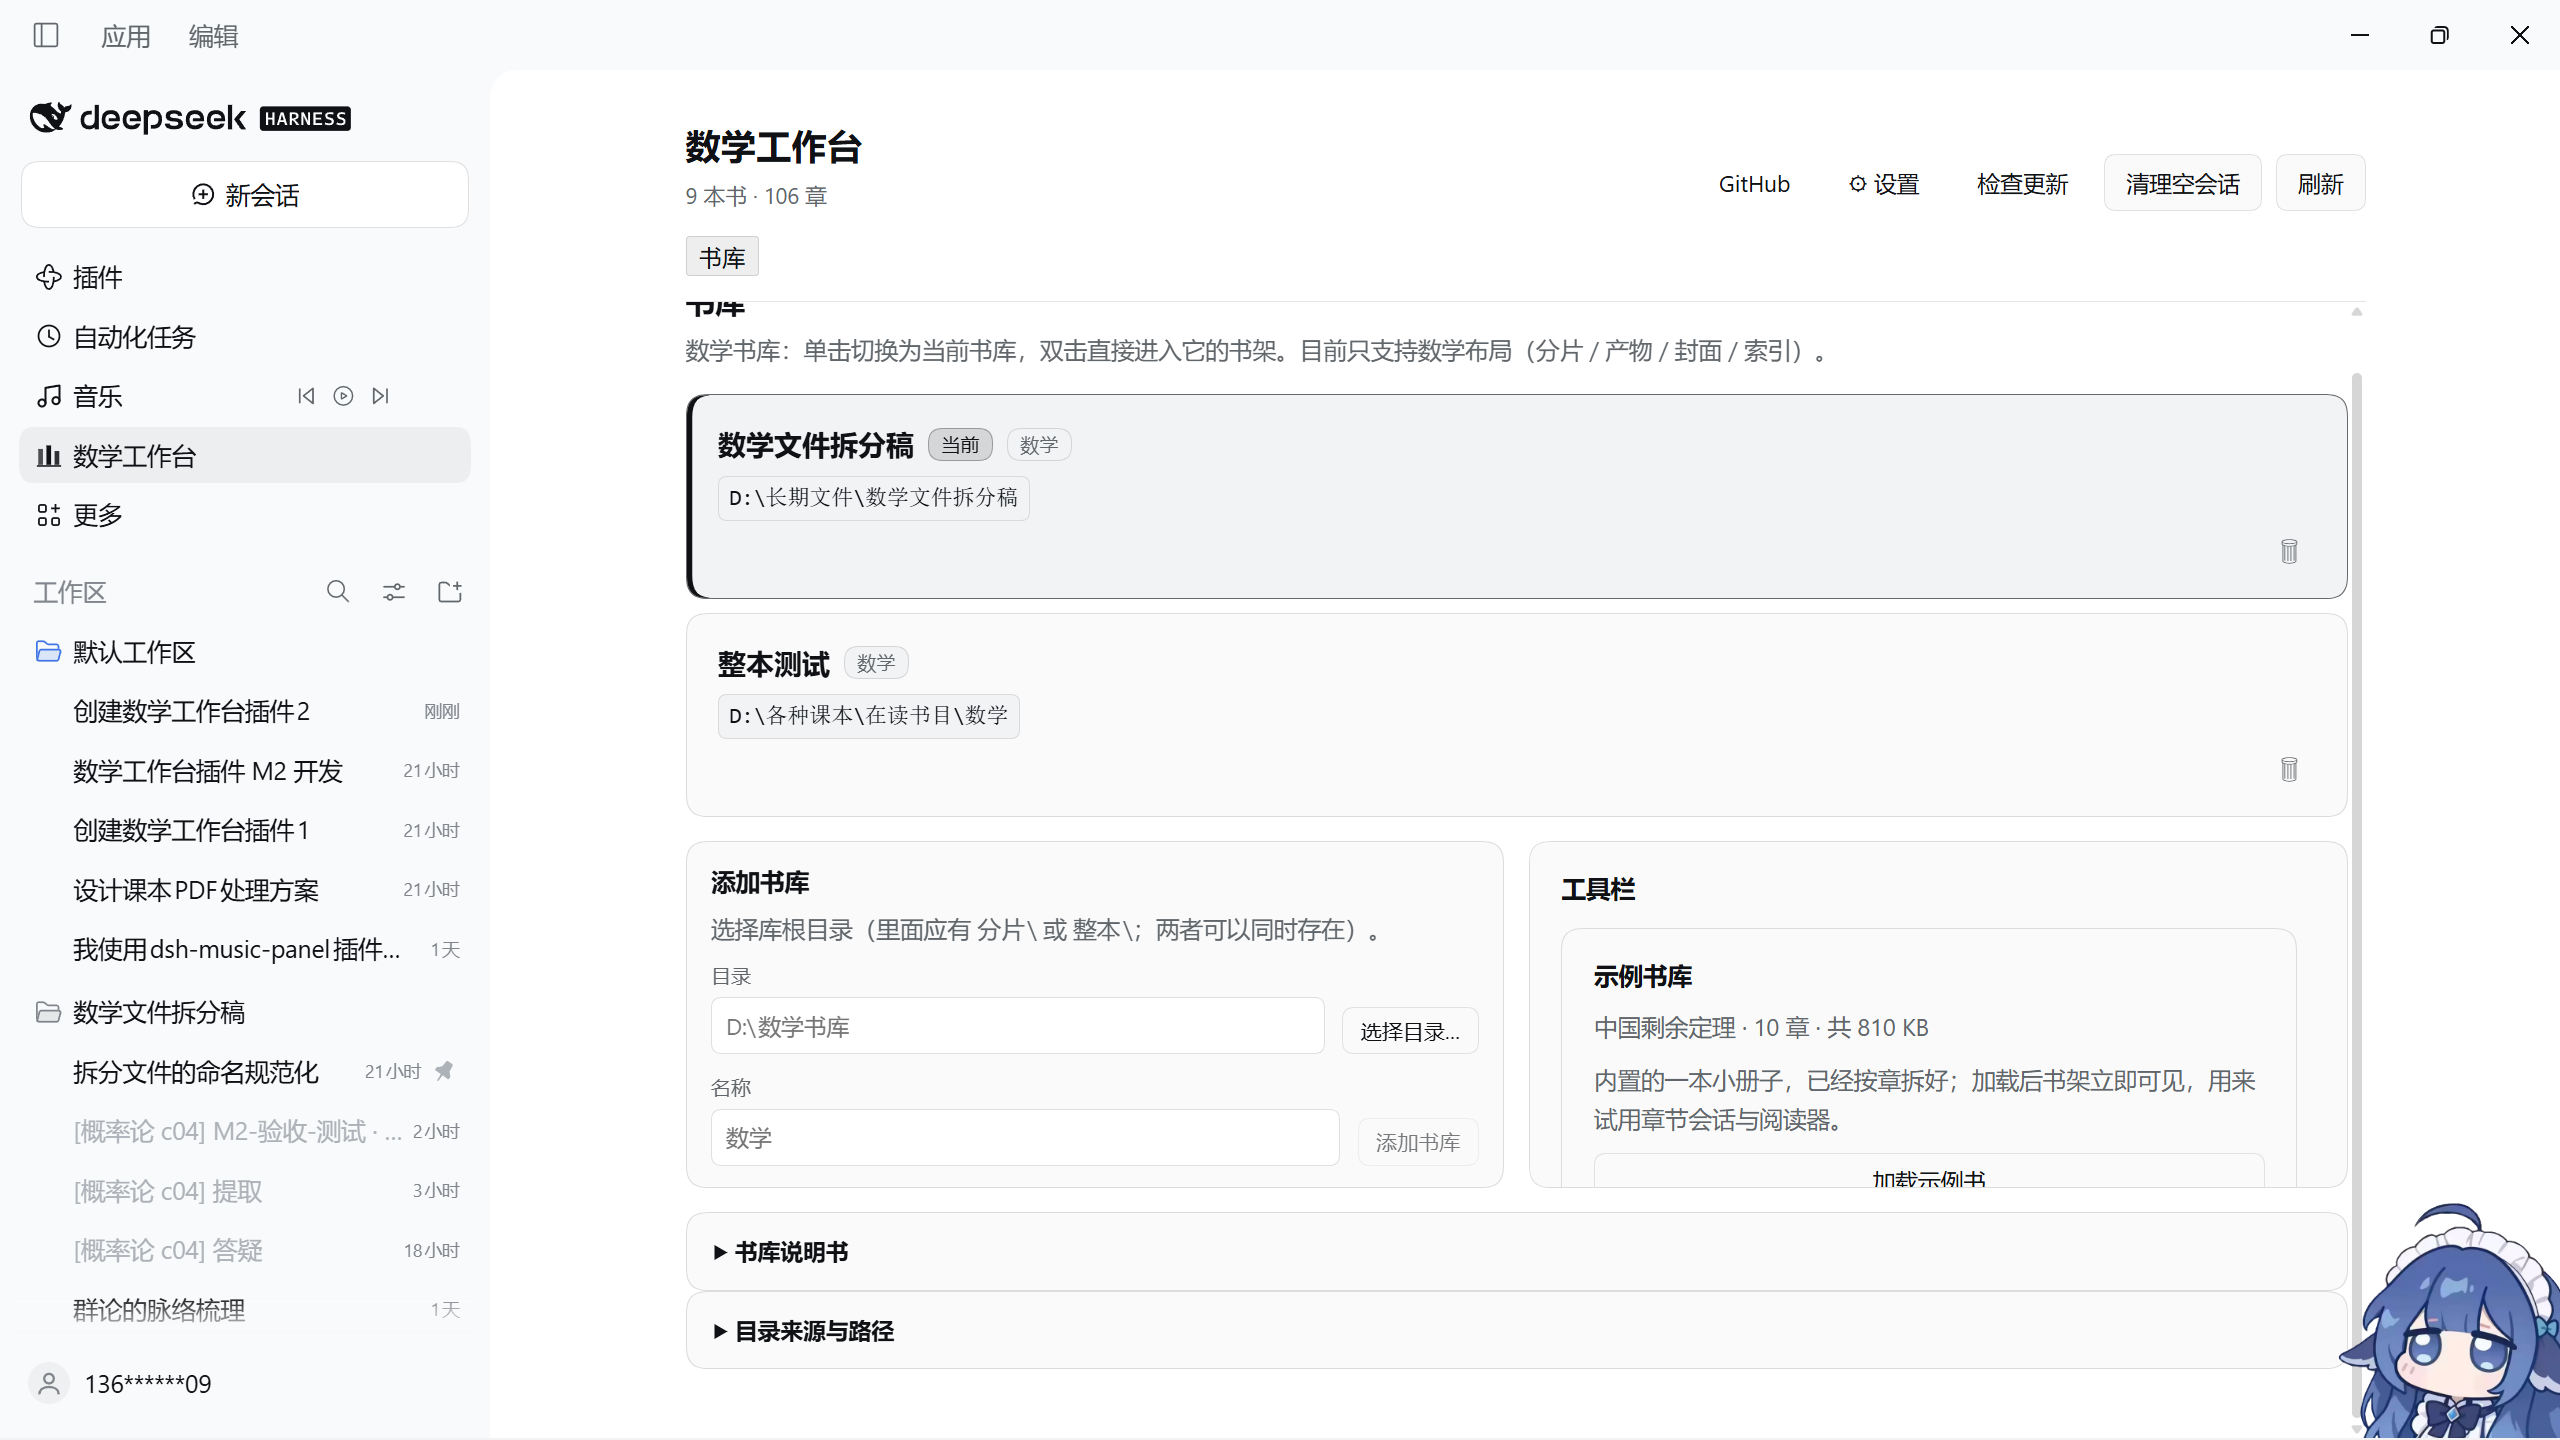 应用 编辑
deepseek HARNESS
新会话
插件
自动化任务
音乐
数学工作台
更多
工作区
默认工作区
创建数学工作台插件2 刚刚
数学工作台插件 M2 开发 21小时
创建数学工作台插件1 21小时
设计课本PDF处理方案 21小时
我使用dsh-music-panel插件... 1天
数学文件拆分稿
拆分文件的命名规范化 21小时
[概率论 c04] M2-验收-测试 · ... 2小时
[概率论 c04] 提取 3小时
[概率论 c04] 答疑 18小时
群论的脉络梳理 1天
136******09
数学工作台
9 本书 · 106 章
GitHub 设置 检查更新 清理空会话 刷新
书库
书库
数学书库：单击切换为当前书库，双击直接进入它的书架。目前只支持数学布局（分片 / 产物 / 封面 / 索引）。
数学文件拆分稿 当前 数学
D:\长期文件\数学文件拆分稿
整本测试 数学
D:\各种课本\在读书目\数学
添加书库
选择库根目录（里面应有 分片\ 或 整本\；两者可以同时存在）。
目录
D:\数学书库 选择目录...
名称
数学 添加书库
工具栏
示例书库
中国剩余定理 · 10 章 · 共 810 KB
内置的一本小册子，已经按章拆好；加载后书架立即可见，用来
试用章节会话与阅读器。
加载示例书
▶ 书库说明书
▶ 目录来源与路径